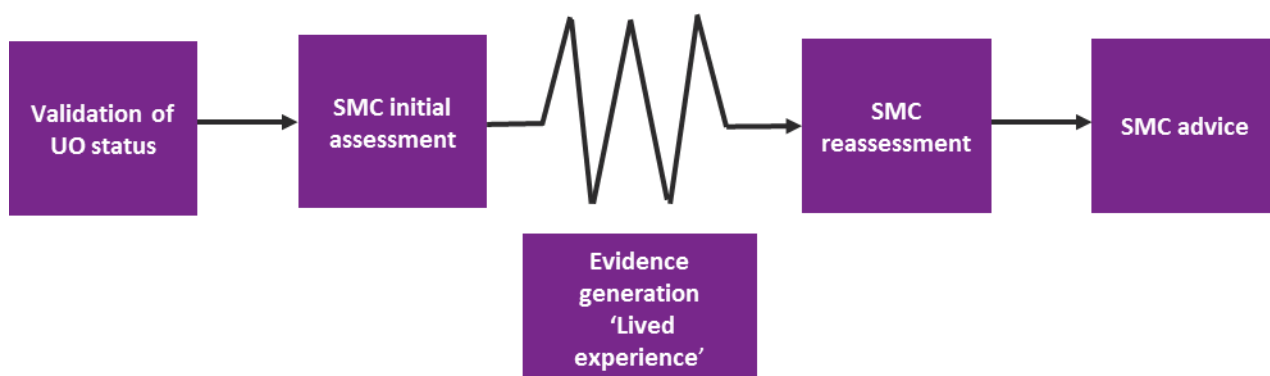 Validation of
UO status
SMC initial
assessment
Evidence
generation
‘Lived
experience’
SMC
reassessment
SMC advice